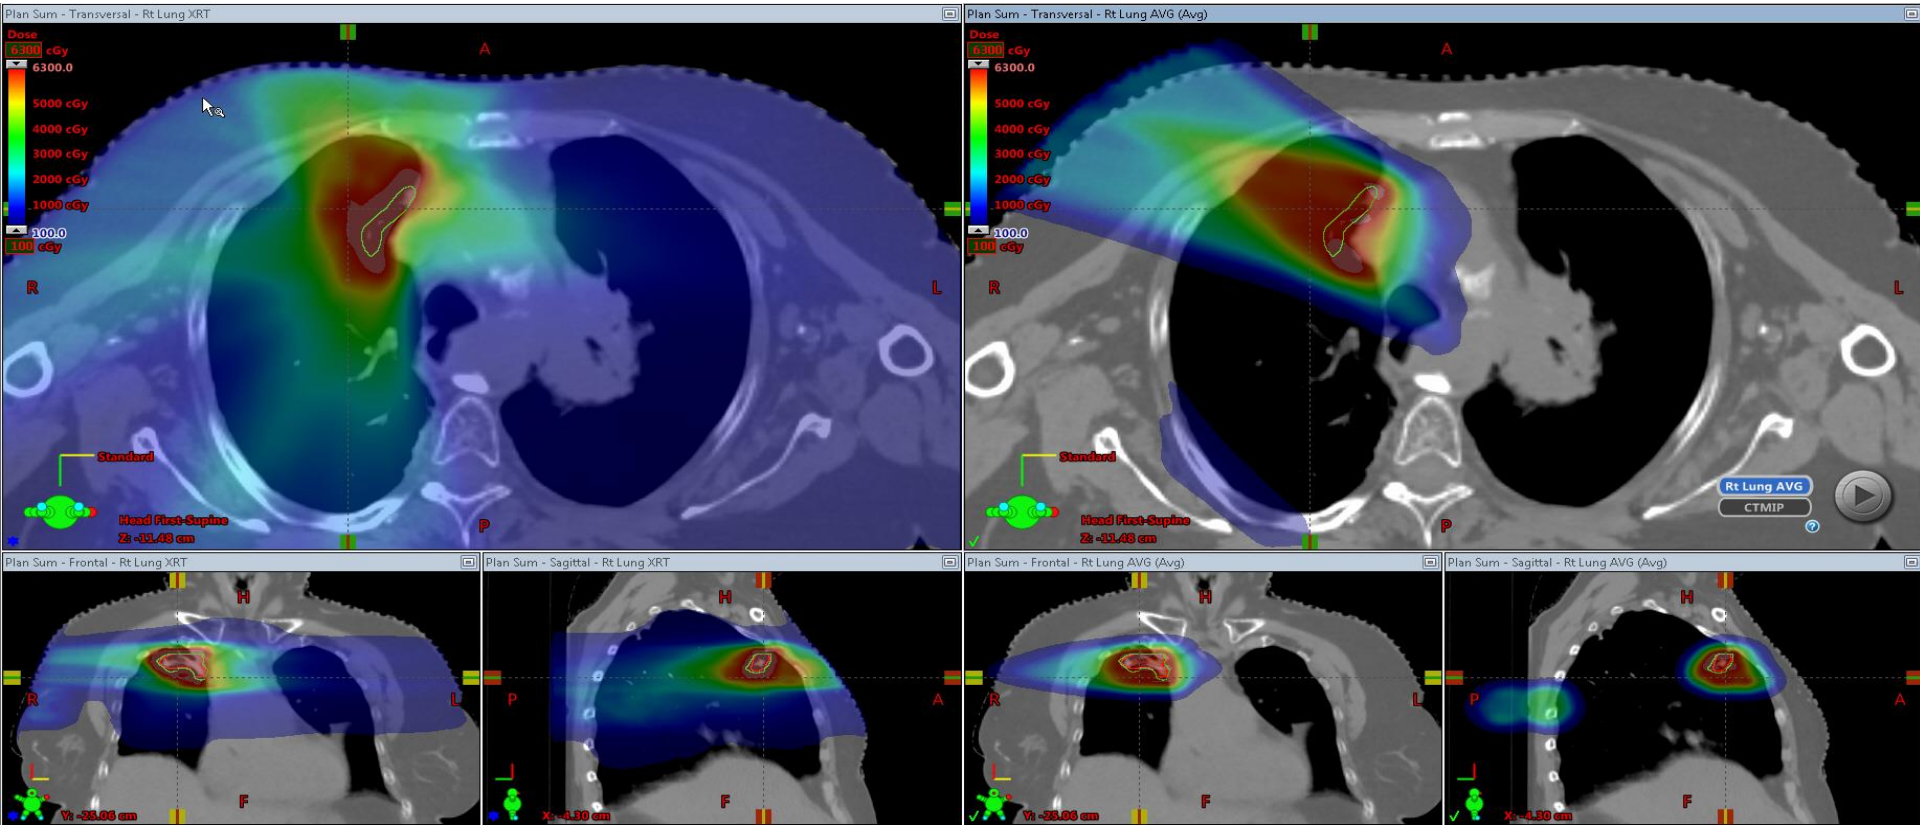 Plan Sum - Transversal - Rt Lung XRT
Dose
6300 cGy
6300.0
5000 cGy
4000 cGy
3000 cGy
2000 cGy
1000 cGy
100.0
100 cGy
A
R
L
P
Standard
Head First-Supine
Z: -11.48 cm
Plan Sum - Transversal - Rt Lung AVG (Avg)
Dose
6300 cGy
6300.0
5000 cGy
4000 cGy
3000 cGy
2000 cGy
1000 cGy
100.0
100 cGy
A
R
L
P
Standard
Head First-Supine
Z: -11.48 cm
Rt Lung AVG
CTMIP
?
Plan Sum - Frontal - Rt Lung XRT
H
R
L
F
Y: -25.06 cm
Plan Sum - Sagittal - Rt Lung XRT
H
P
A
F
X: -4.30 cm
Plan Sum - Frontal - Rt Lung AVG (Avg)
H
R
L
F
Y: -25.06 cm
Plan Sum - Sagittal - Rt Lung AVG (Avg)
H
P
A
F
X: -4.30 cm